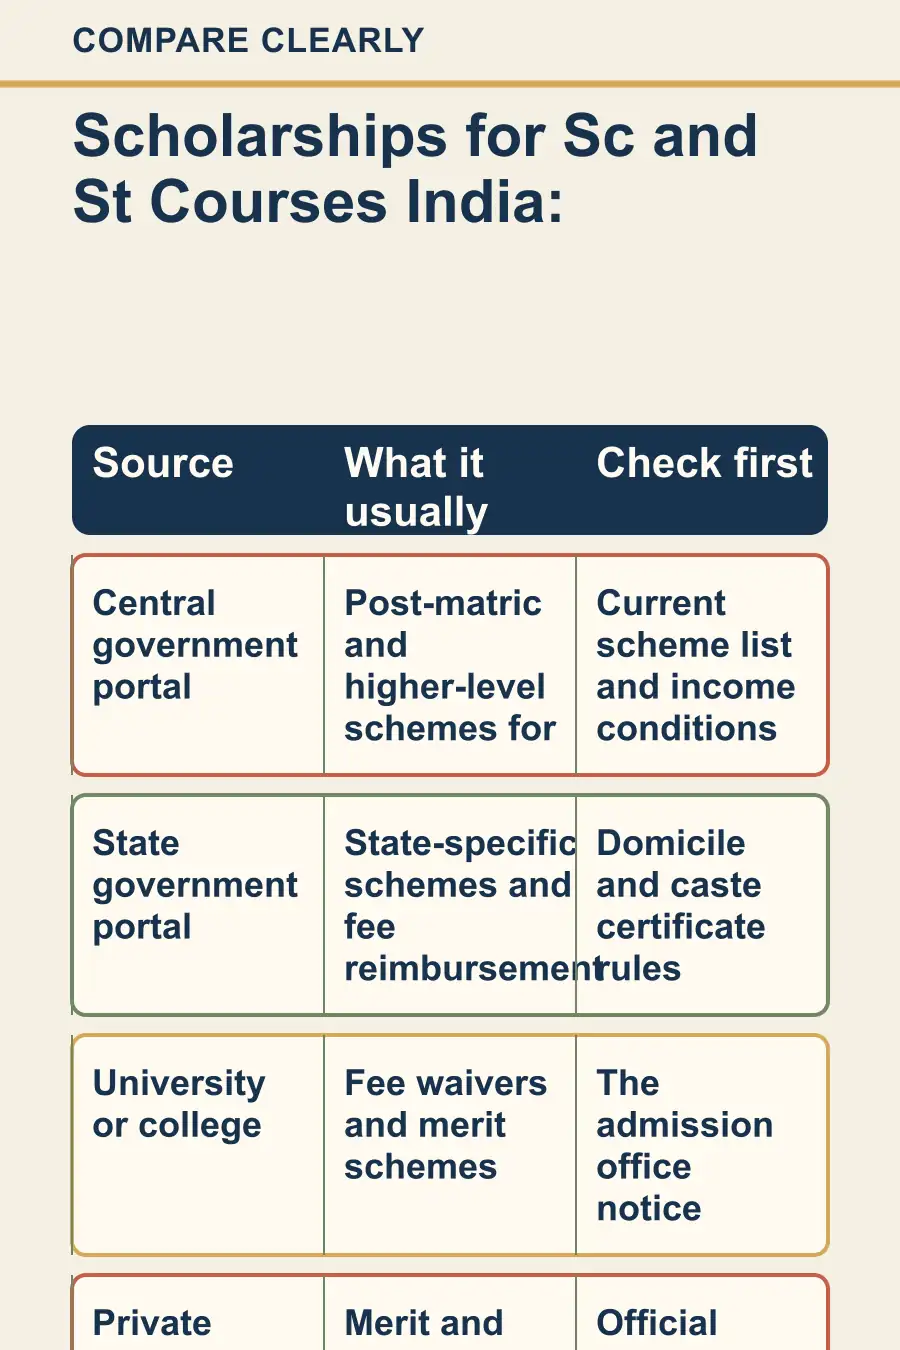 COMPARE CLEARLY
Scholarships for Sc and
St Courses India:
Source
What it
usually
Check first
Central
government
portal
Post-matric
and
higher-level
schemes for
Current
scheme list
and income
conditions
State
government
portal
State-specific
schemes and
fee
reimbursement
Domicile
and caste
certificate
rules
University
or college
Fee waivers
and merit
schemes
The
admission
office
notice
Private
Merit and
Official